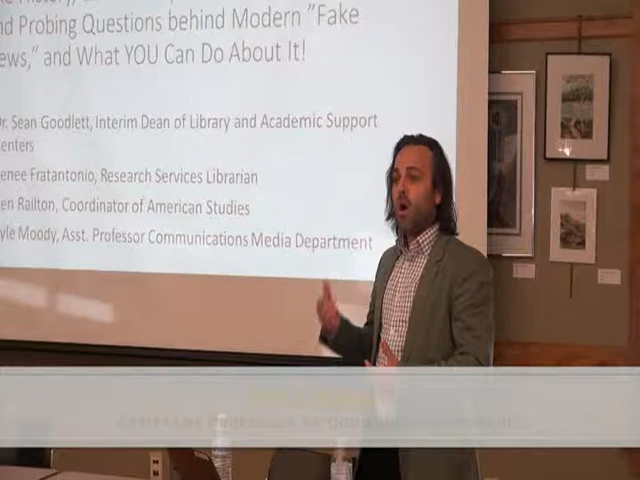 nd Probing Questions behind Modern "Fake
ews," and What YOU Can Do About It!
Dr. Sean Goodlett, Interim Dean of Library and Academic Support
enters
enee Fratantonio, Research Services Librarian
en Railton, Coordinator of American Studies
yle Moody, Asst. Professor Communications Media Department